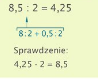 8,5 : 2 = 4,25
8:2 + 0,5:2
Sprawdzenie:
4,25 · 2 = 8,5